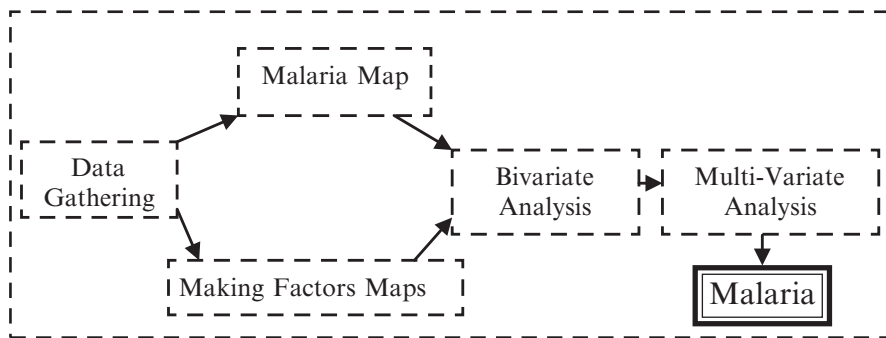 Malaria Map
Data
Gathering
Bivariate
Analysis
Multi-Variate
Analysis
Making Factors Maps
Malaria